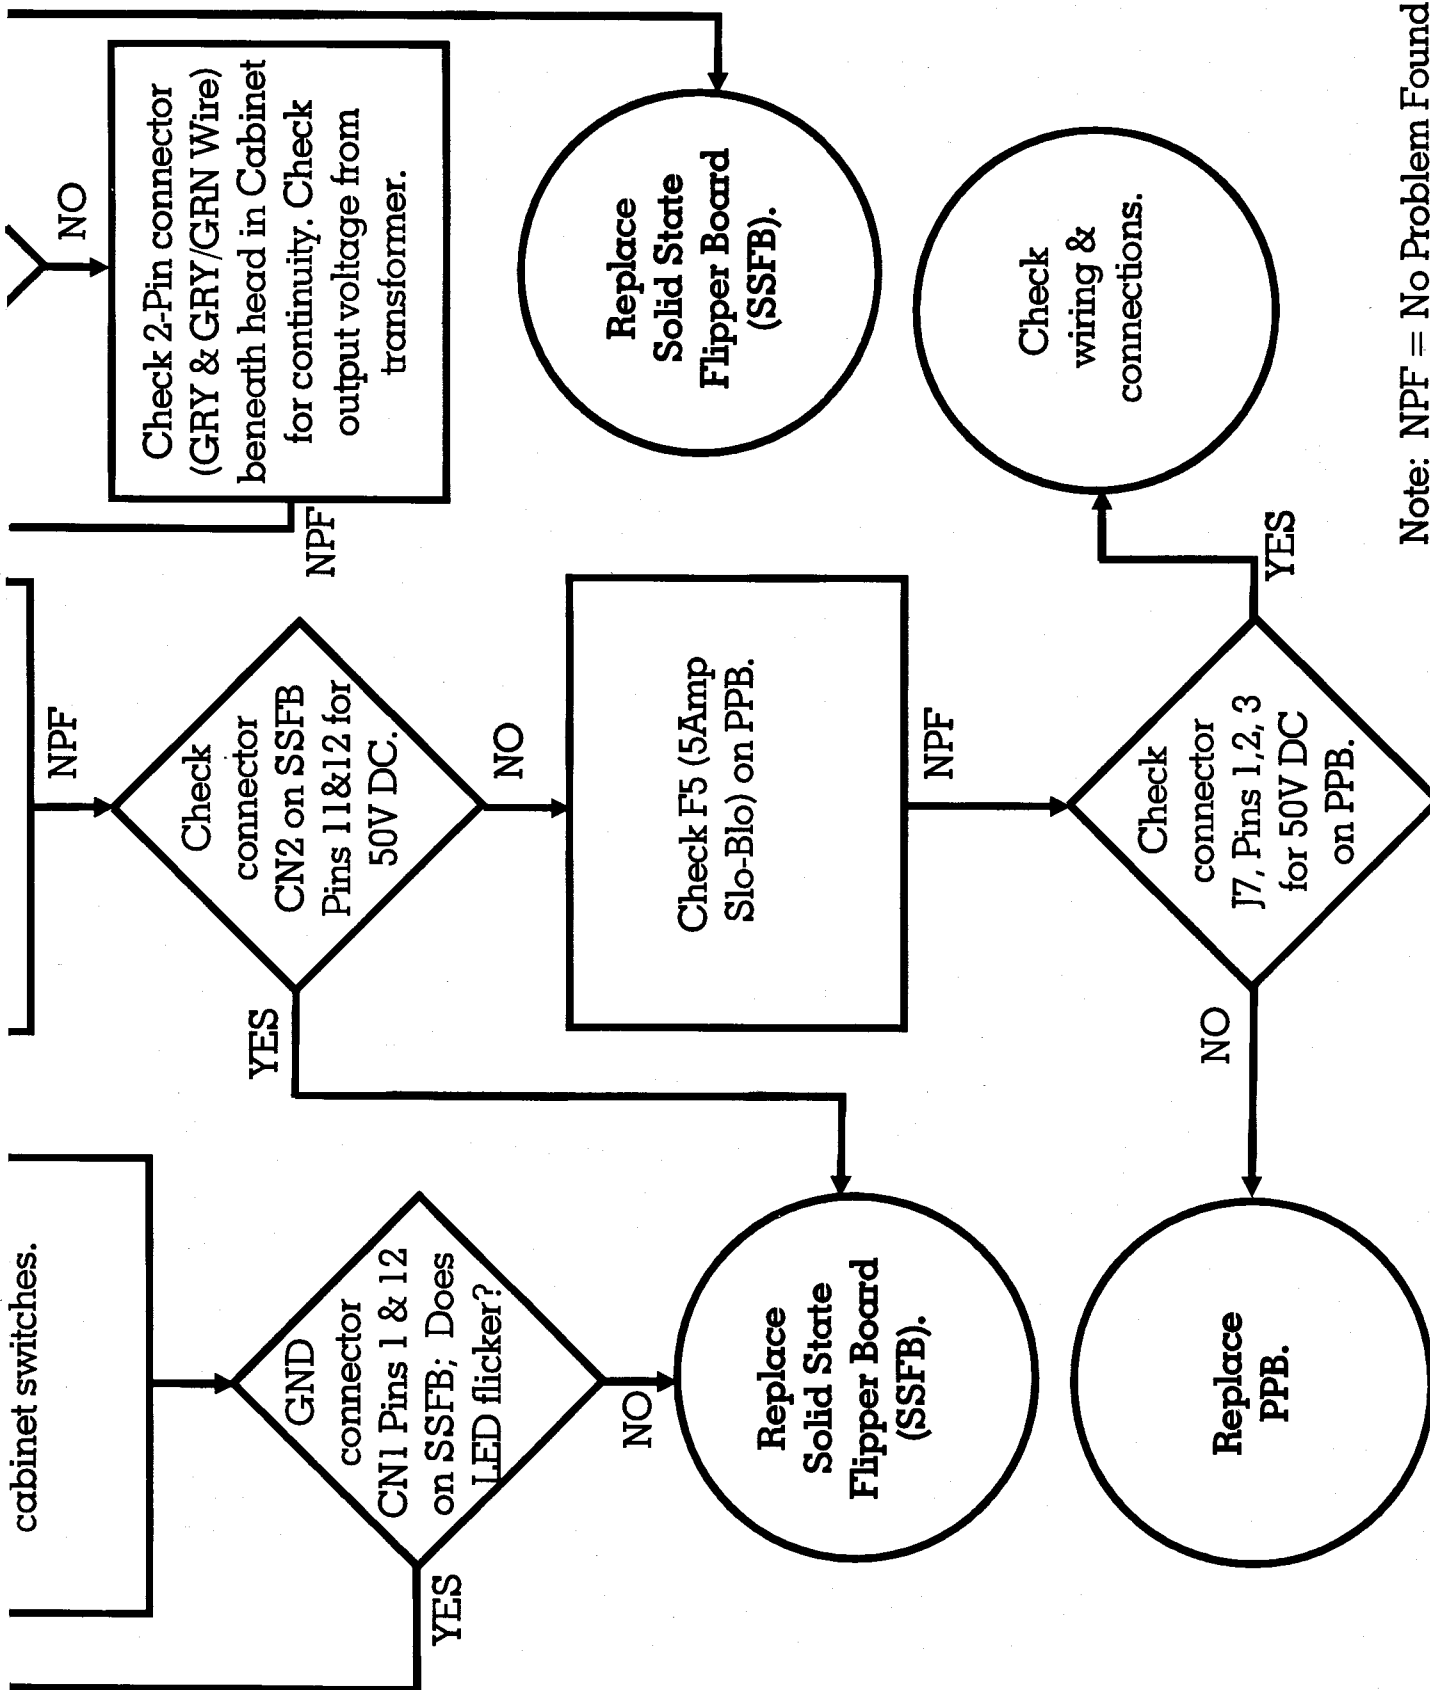 cabinet switches.
GND
connector
CN1 Pins 1 & 12
on SSFB; Does
LED flicker?
YES
NO
Replace
Solid State
Flipper Board
(SSFB).
NPF
Check
connector
CN2 on SSFB
Pins 11&12 for
50V DC.
YES
NO
Check F5 (5Amp
Slo-Blo) on PPB.
NPF
Check
connector
J7, Pins 1,2, 3
for 50V DC
on PPB.
NO
YES
Replace
PPB.
NO
Check 2-Pin connector
(GRY & GRY/GRN Wire)
beneath head in Cabinet
for continuity. Check
output voltage from
transformer.
NPF
Replace
Solid State
Flipper Board
(SSFB).
Check
wiring &
connections.
Note: NPF = No Problem Found